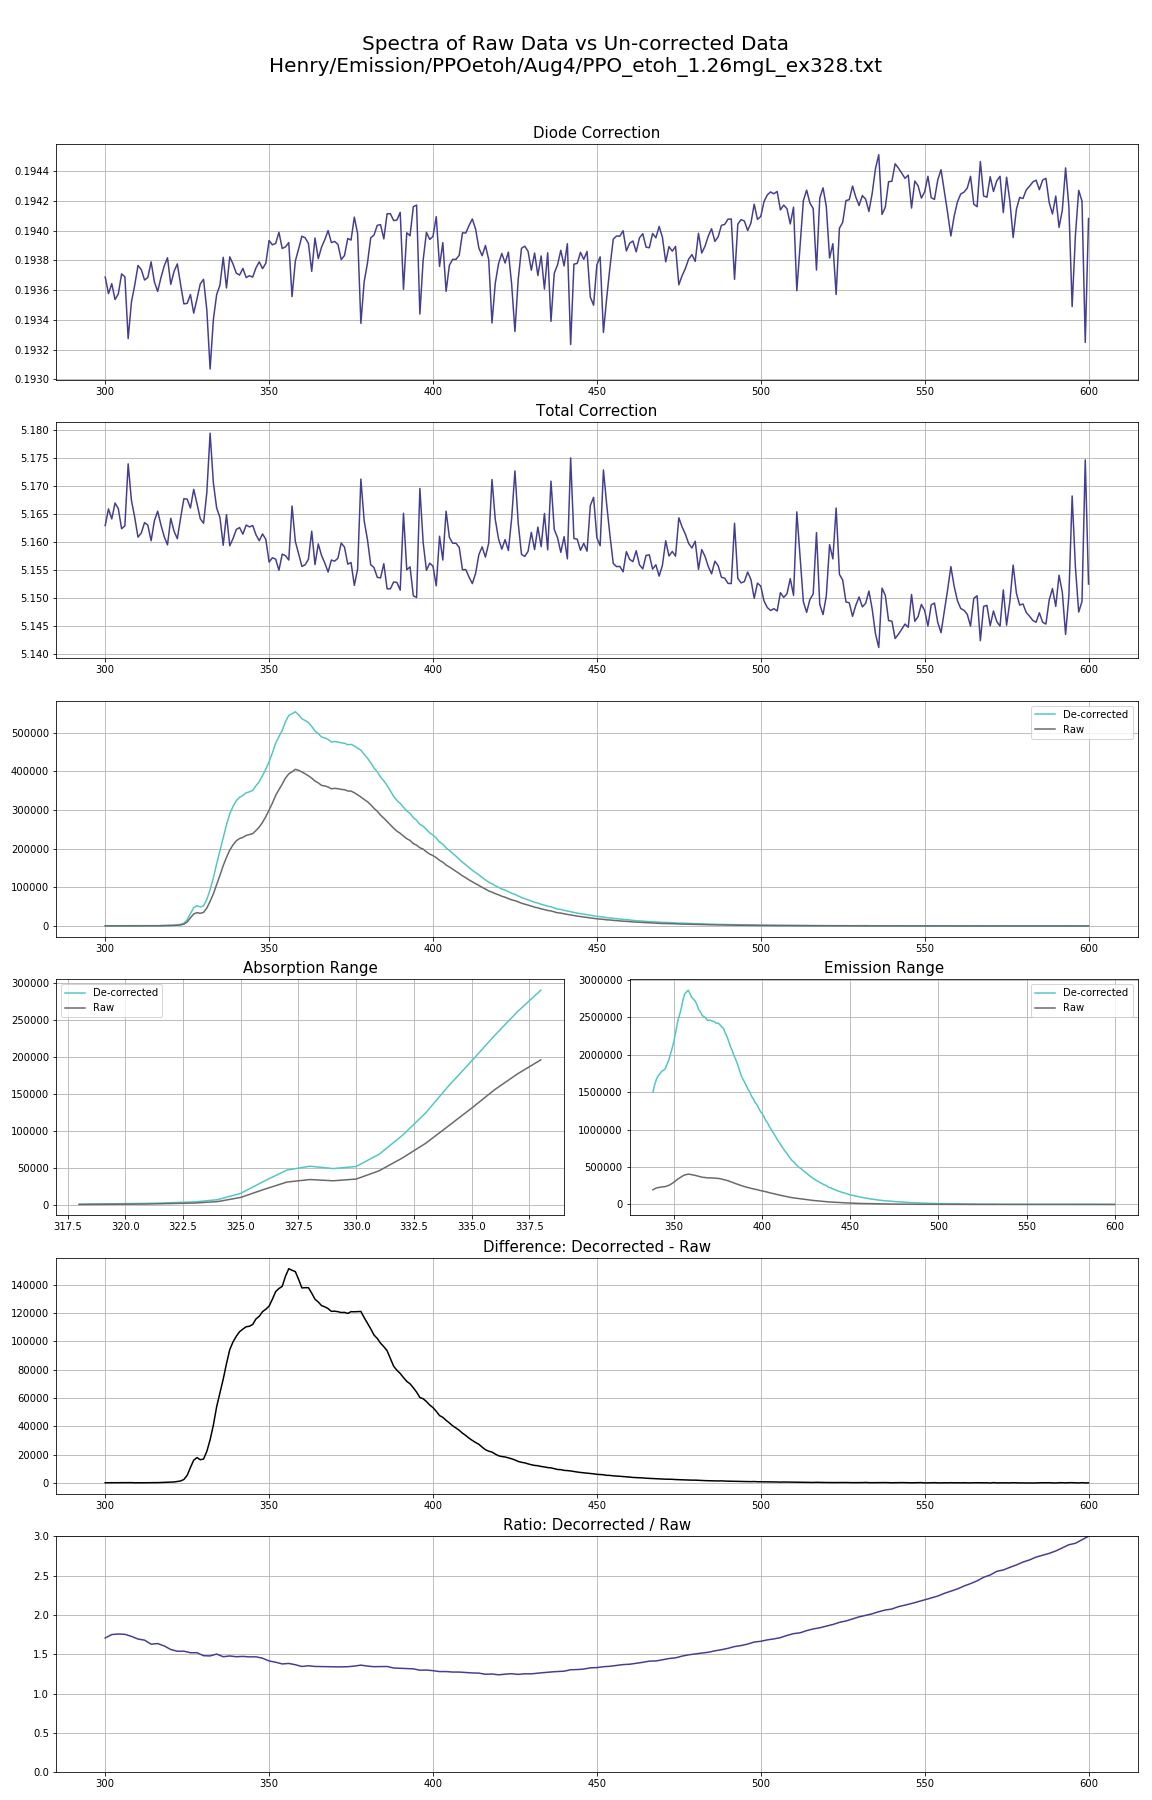 Spectra of Raw Data vs Un-corrected Data
Henry/Emission/PPOetoh/Aug4/PPO_etoh_1.26mgL_ex328.txt
Diode Correction
0.1944
0.1942
0.1940
0.1938
0.1936
0.1934
0.1932
0.1930
300 350 400 450 500 550 600
Total Correction
5.180
5.175
5.170
5.165
5.160
5.155
5.150
5.145
5.140
300 350 400 450 500 550 600
De-corrected
Raw
500000
400000
300000
200000
100000
0
300 350 400 450 500 550 600
Absorption Range
De-corrected
Raw
300000
250000
200000
150000
100000
50000
0
317.5 320.0 322.5 325.0 327.5 330.0 332.5 335.0 337.5
Emission Range
De-corrected
Raw
3000000
2500000
2000000
1500000
1000000
500000
0
350 400 450 500 550 600
Difference: Decorrected - Raw
140000
120000
100000
80000
60000
40000
20000
0
300 350 400 450 500 550 600
Ratio: Decorrected / Raw
3.0
2.5
2.0
1.5
1.0
0.5
0.0
300 350 400 450 500 550 600